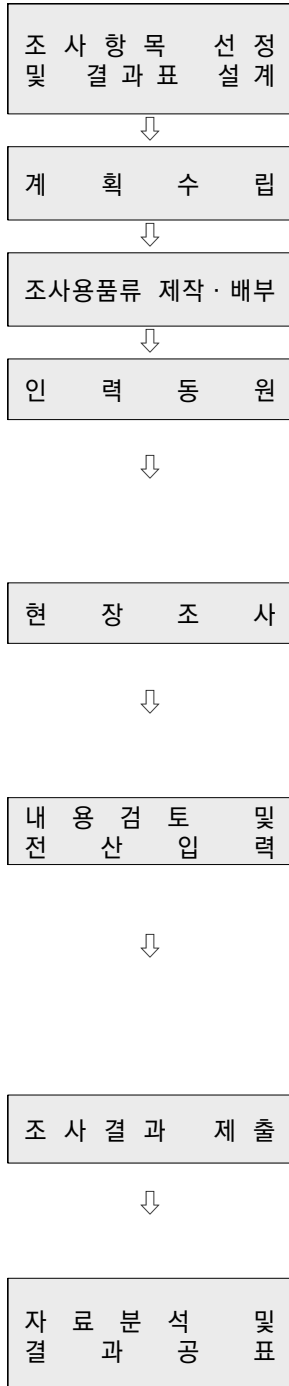 조사항목 선정
및 결과표 설계
⇩
계획수립
⇩
조사용품류 제작·배부
⇩
인력동원
⇩
현장조사
⇩
내용검토 및
전산입력
⇩
조사결과 제출
⇩
자료분석 및
결과공표